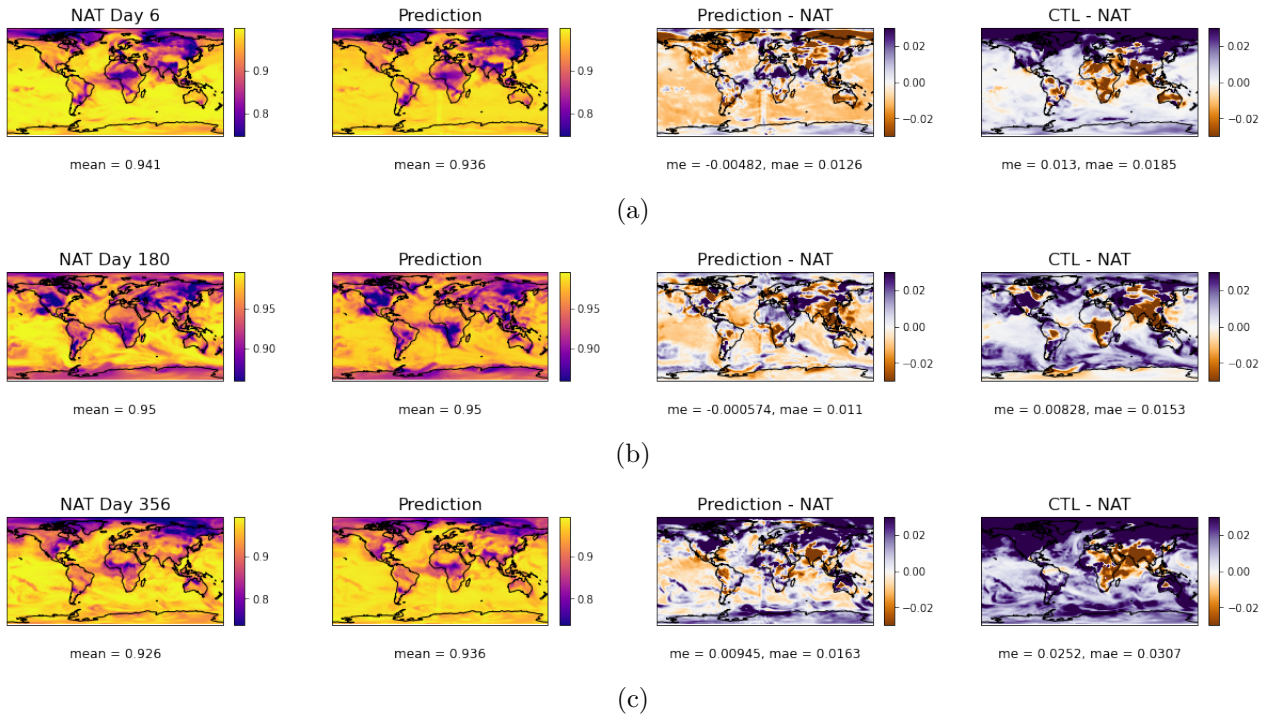 NAT Day 6 Prediction Prediction - NAT CTL - NAT
0.9 0.9 0.02 0.02
0.00 0.00
0.8 0.8 −0.02 −0.02
mean = 0.941 mean = 0.936 me = -0.00482, mae = 0.0126 me = 0.013, mae = 0.0185
(a)
NAT Day 180 Prediction Prediction - NAT CTL - NAT
0.95 0.95 0.02 0.02
0.00 0.00
0.90 0.90 −0.02 −0.02
mean = 0.95 mean = 0.95 me = -0.000574, mae = 0.011 me = 0.00828, mae = 0.0153
(b)
NAT Day 356 Prediction Prediction - NAT CTL - NAT
0.9 0.9 0.02 0.02
0.00 0.00
0.8 0.8 −0.02 −0.02
mean = 0.926 mean = 0.936 me = 0.00945, mae = 0.0163 me = 0.0252, mae = 0.0307
(c)